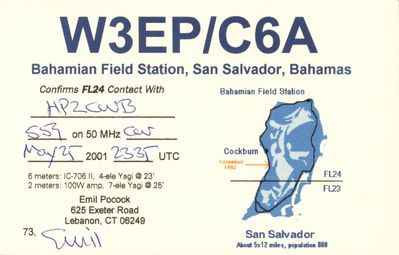 W3EP/C6A
Bahamian Field Station, San Salvador, Bahamas
Confirms FL24 Contact With
HP2CWB
559 on 50 MHz CW
May 25 2001 2335 UTC
6 meters: IC-706 II, 4-ele Yagi @ 23'
2 meters: 100W amp, 7-ele Yagi @ 25'
Emil Pocock
625 Exeter Road
Lebanon, CT 06249
73, Emil
Bahamian Field Station
Cockburn
Columbus
1492
FL24
FL23
San Salvador
About 5x12 miles, population 800